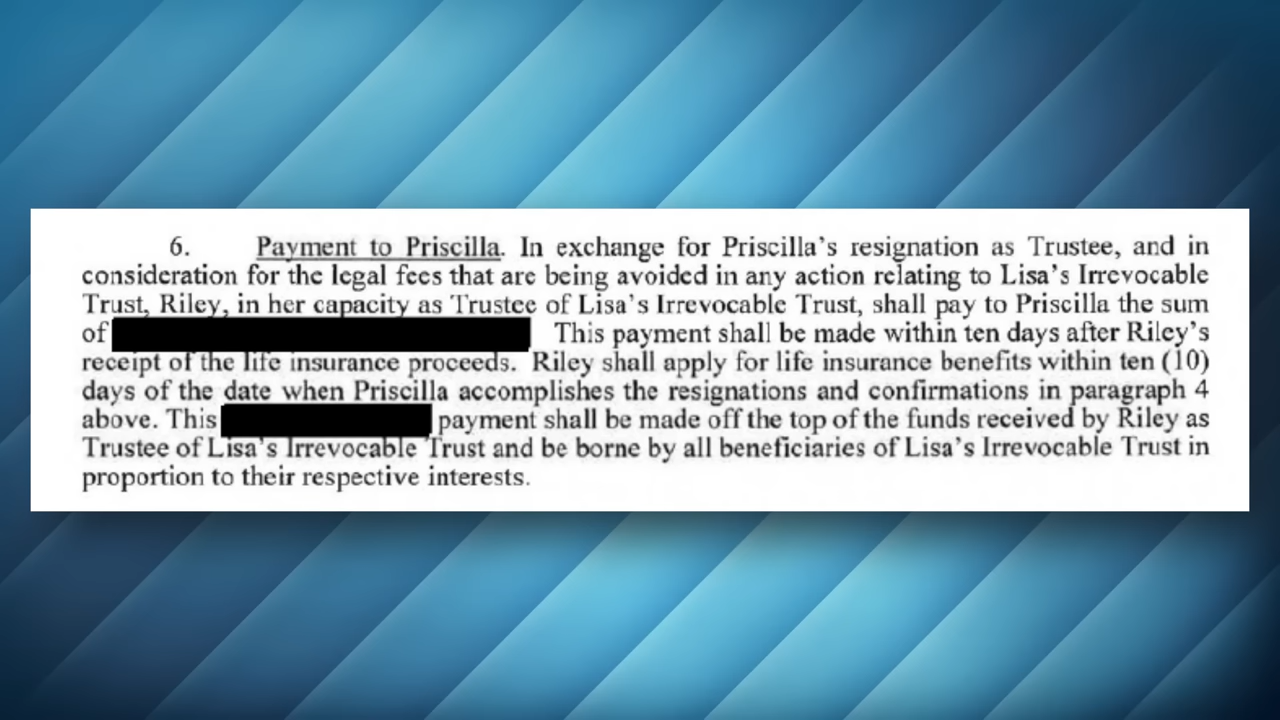 6. Payment to Priscilla. In exchange for Priscilla's resignation as Trustee, and in
consideration for the legal fees that are being avoided in any action relating to Lisa's Irrevocable
Trust, Riley, in her capacity as Trustee of Lisa's Irrevocable Trust, shall pay to Priscilla the sum
of This payment shall be made within ten days after Riley's
receipt of the life insurance proceeds. Riley shall apply for life insurance benefits within ten (10)
days of the date when Priscilla accomplishes the resignations and confirmations in paragraph 4
above. This payment shall be made off the top of the funds received by Riley as
Trustee of Lisa's Irrevocable Trust and be borne by all beneficiaries of Lisa's Irrevocable Trust in
proportion to their respective interests.